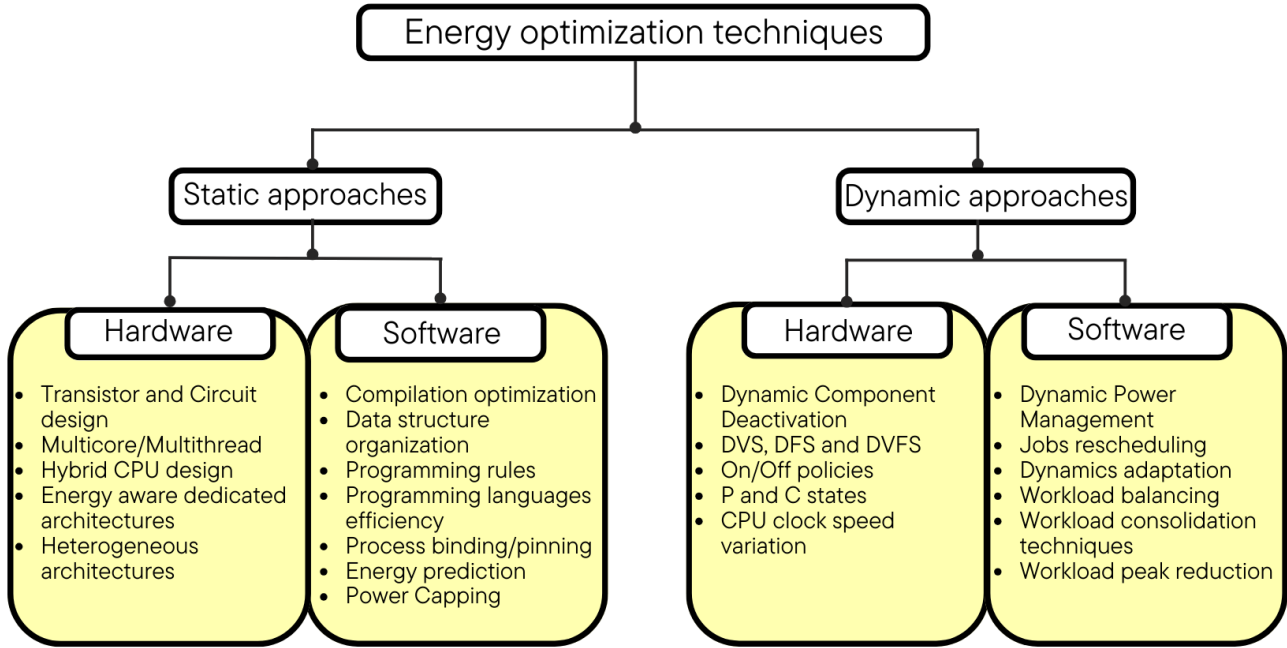 Energy optimization techniques
Static approaches
Dynamic approaches
Hardware
• Transistor and Circuit
design
• Multicore/Multithread
• Hybrid CPU design
• Energy aware dedicated
architectures
• Heterogeneous
architectures
Software
• Compilation optimization
• Data structure
organization
• Programming rules
• Programming languages
efficiency
• Process binding/pinning
• Energy prediction
• Power Capping
Hardware
• Dynamic Component
Deactivation
• DVS, DFS and DVFS
• On/Off policies
• P and C states
• CPU clock speed
variation
Software
• Dynamic Power
Management
• Jobs rescheduling
• Dynamics adaptation
• Workload balancing
• Workload consolidation
techniques
• Workload peak reduction